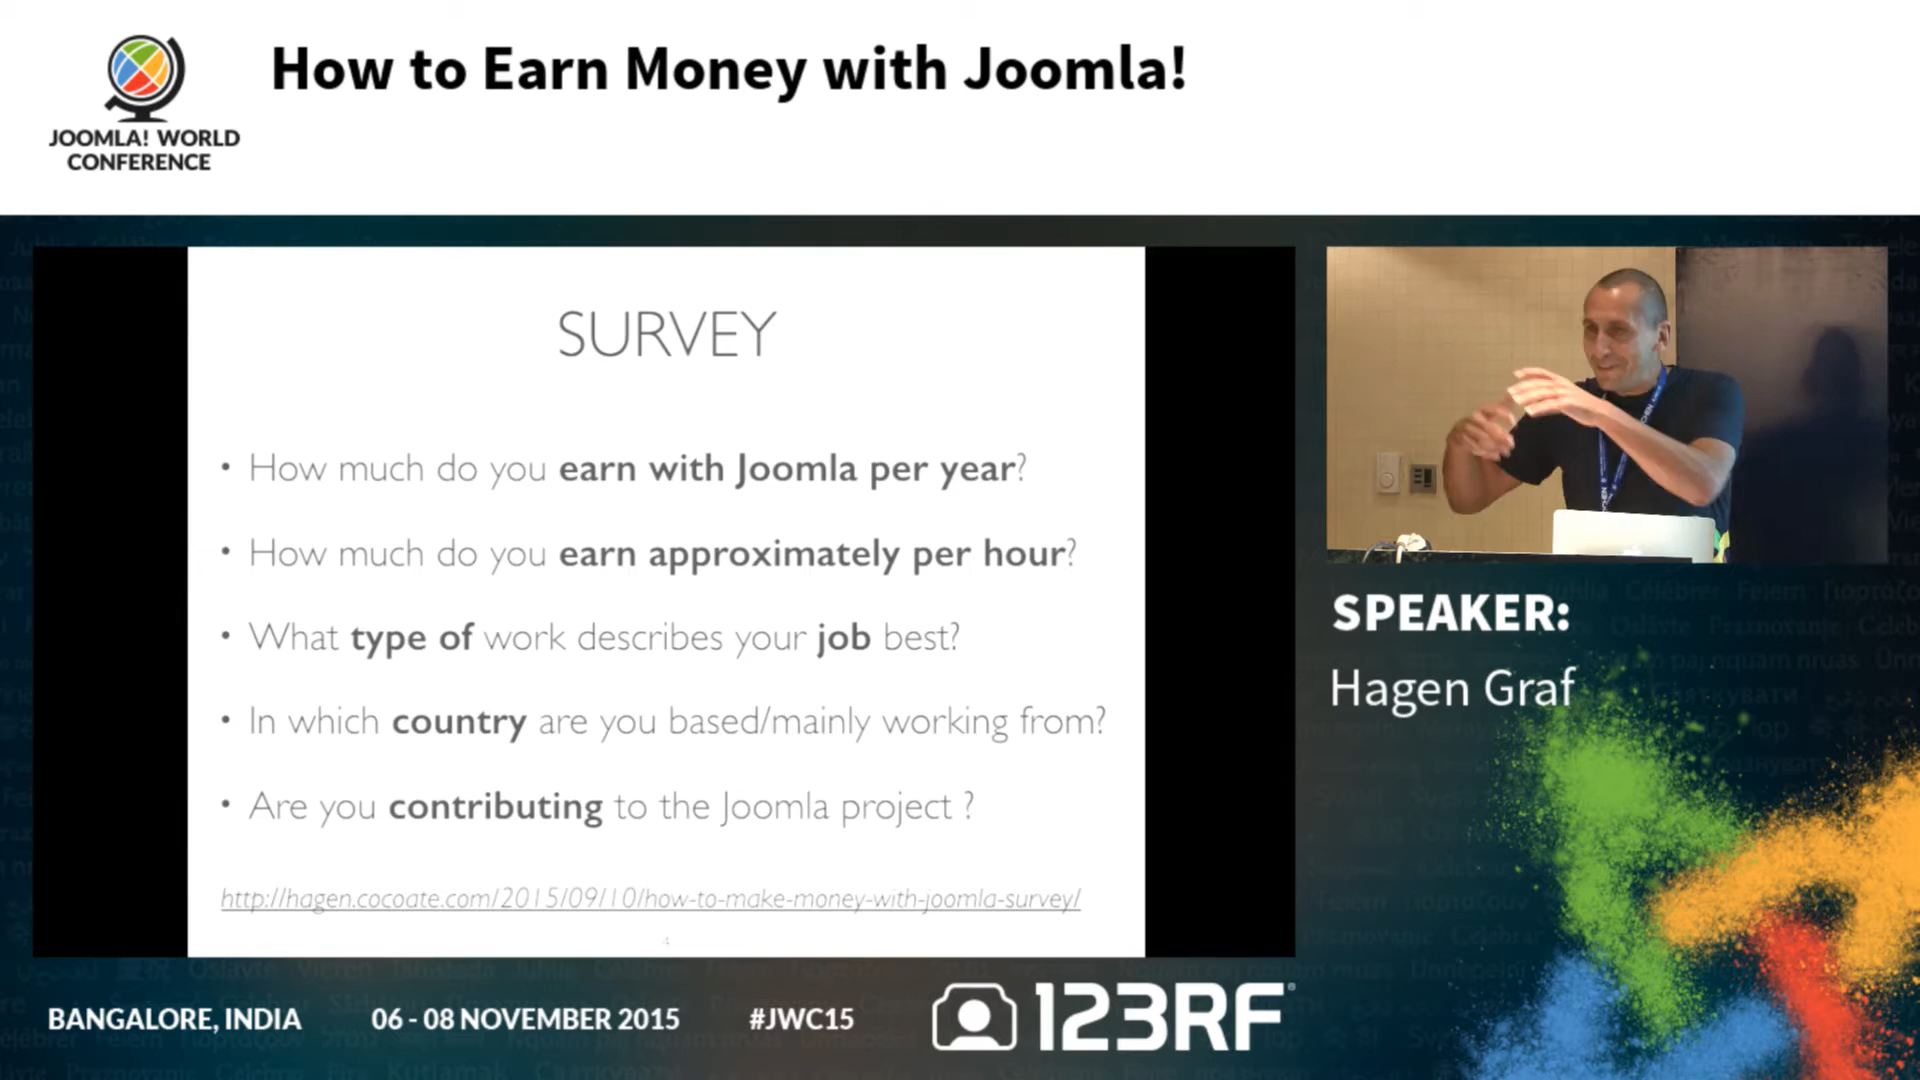 How to Earn Money with Joomla!
JOOMLA! WORLD
CONFERENCE
SURVEY
• How much do you earn with Joomla per year?
• How much do you earn approximately per hour?
• What type of work describes your job best?
• In which country are you based/mainly working from?
• Are you contributing to the Joomla project ?
http://hagen.cocoate.com/2015/09/10/how-to-make-money-with-joomla-survey/
4
SPEAKER:
Hagen Graf
BANGALORE, INDIA
06 - 08 NOVEMBER 2015
#JWC15
123RF